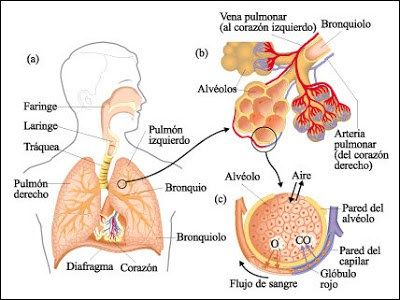 (a)
Faringe
Laringe
Tráquea
Pulmón
derecho
Pulmón
izquierdo
Bronquio
Bronquiolo
Diafragma
Corazón
(b)
Vena pulmonar
(al corazón izquierdo)
Bronquiolo
Alvéolos
Arteria
pulmonar
(del corazón
derecho)
(c)
Alvéolo
Aire
O
CO
Pared del
alvéolo
Pared del
capilar
Glóbulo
rojo
Flujo de sangre